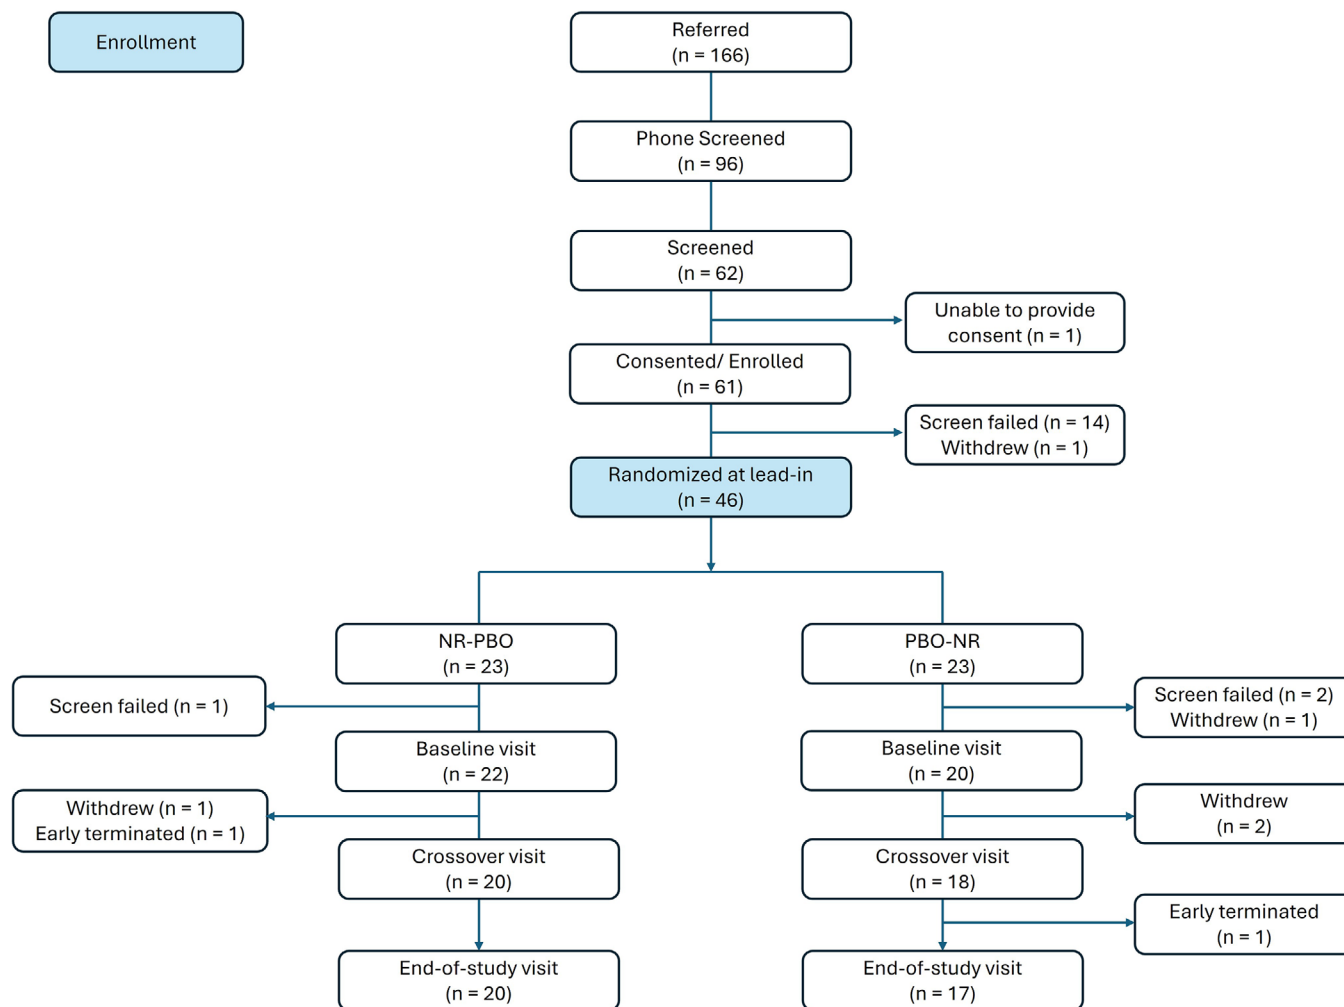 Enrollment
Referred
(n = 166)
Phone Screened
(n = 96)
Screened
(n = 62)
Unable to provide
consent (n = 1)
Consented/ Enrolled
(n = 61)
Screen failed (n = 14)
Withdrew (n = 1)
Randomized at lead-in
(n = 46)
NR-PBO
(n = 23)
PBO-NR
(n = 23)
Screen failed (n = 1)
Screen failed (n = 2)
Withdrew (n = 1)
Baseline visit
(n = 22)
Baseline visit
(n = 20)
Withdrew (n = 1)
Early terminated (n = 1)
Withdrew
(n = 2)
Crossover visit
(n = 20)
Crossover visit
(n = 18)
Early terminated
(n = 1)
End-of-study visit
(n = 20)
End-of-study visit
(n = 17)